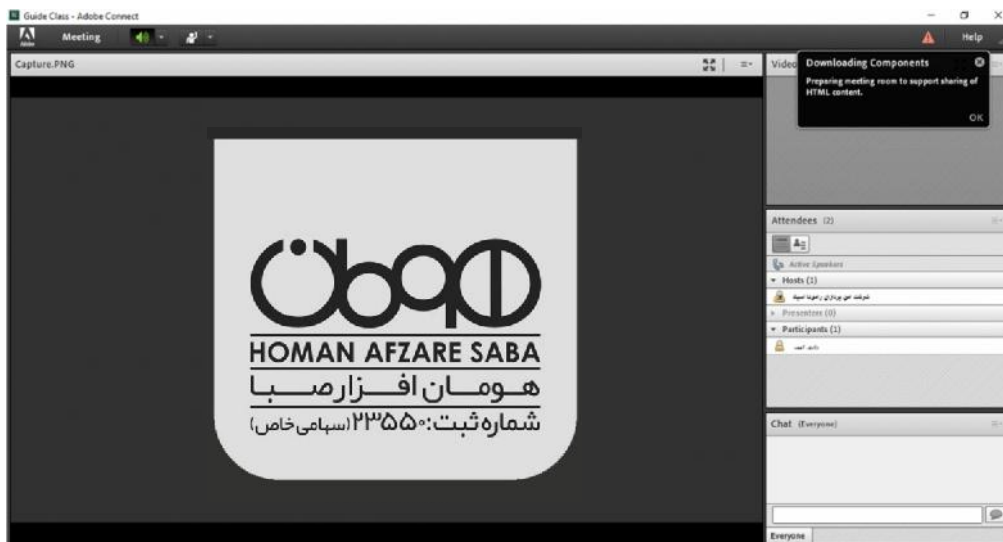 Guide Class - Adobe Connect
Adobe
Meeting
Help
Capture.PNG
Video
Downloading Components
Preparing meeting room to support sharing of
HTML content.
OK
هومان
HOMAN AFZARE SABA
هومان افزار صبا
شماره ثبت: ۲۳۵۵۰ (سهامی خاص)
Attendees (2)
Active Speakers
Hosts (1)
Presenters (0)
Participants (1)
Chat (Everyone)
Everyone